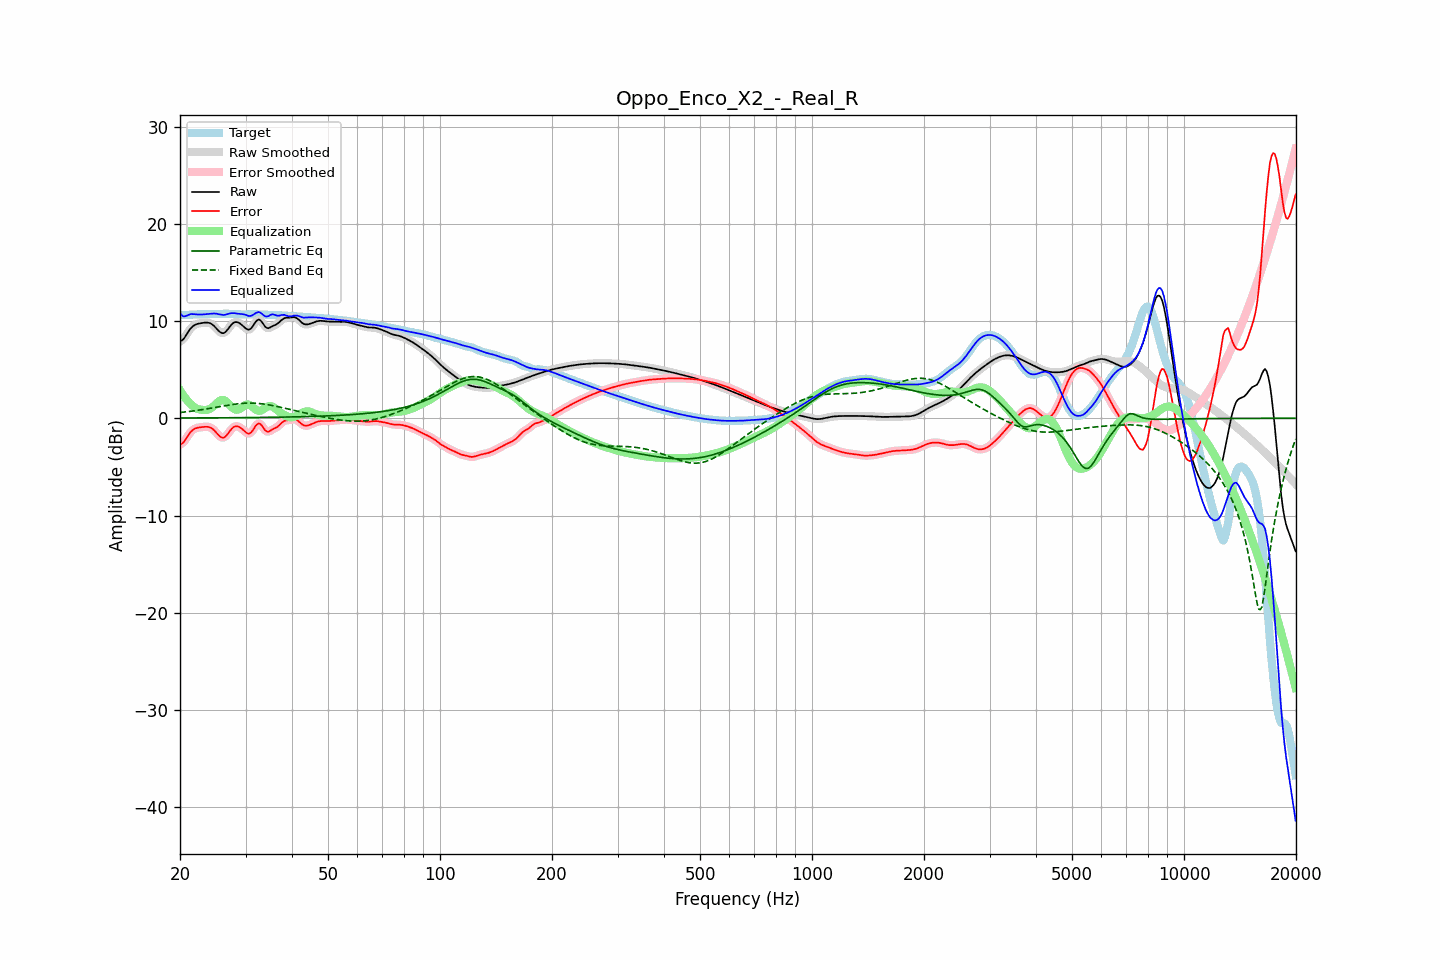 Oppo_Enco_X2_-_Real_R
30
20
10
0
−10
−20
−30
−40
Amplitude (dBr)
Target
Raw Smoothed
Error Smoothed
Raw
Error
Equalization
Parametric Eq
Fixed Band Eq
Equalized
20
50
100
200
500
1000
2000
5000
10000
20000
Frequency (Hz)